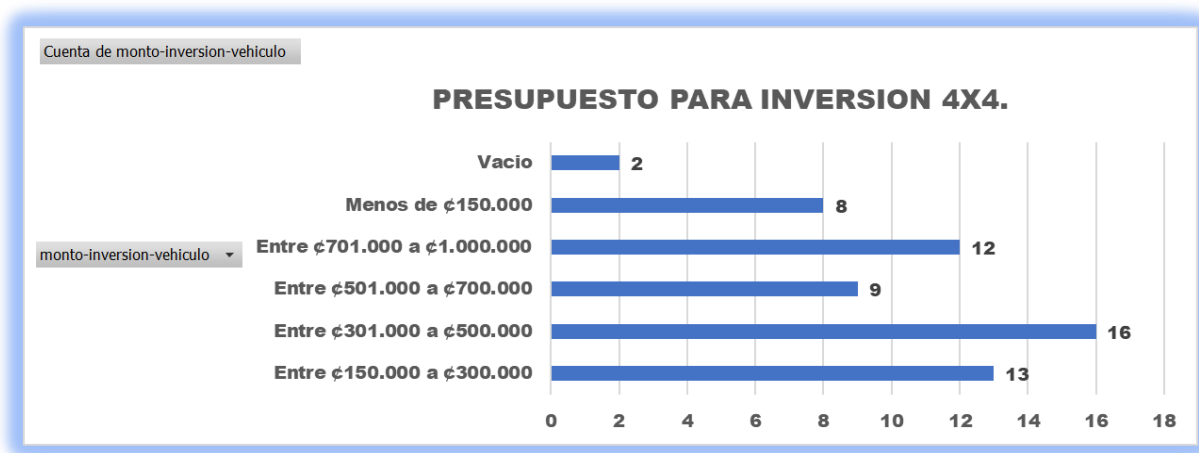 Cuenta de monto-inversion-vehiculo
PRESUPUESTO PARA INVERSION 4X4.
Vacio 2
Menos de ₡150.000 8
monto-inversion-vehiculo
Entre ₡701.000 a ₡1.000.000 12
Entre ₡501.000 a ₡700.000 9
Entre ₡301.000 a ₡500.000 16
Entre ₡150.000 a ₡300.000 13
0 2 4 6 8 10 12 14 16 18